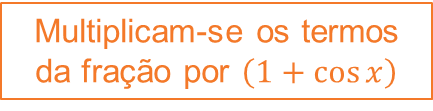 Multiplicam-se os termos
da fração por (1 + cos x)